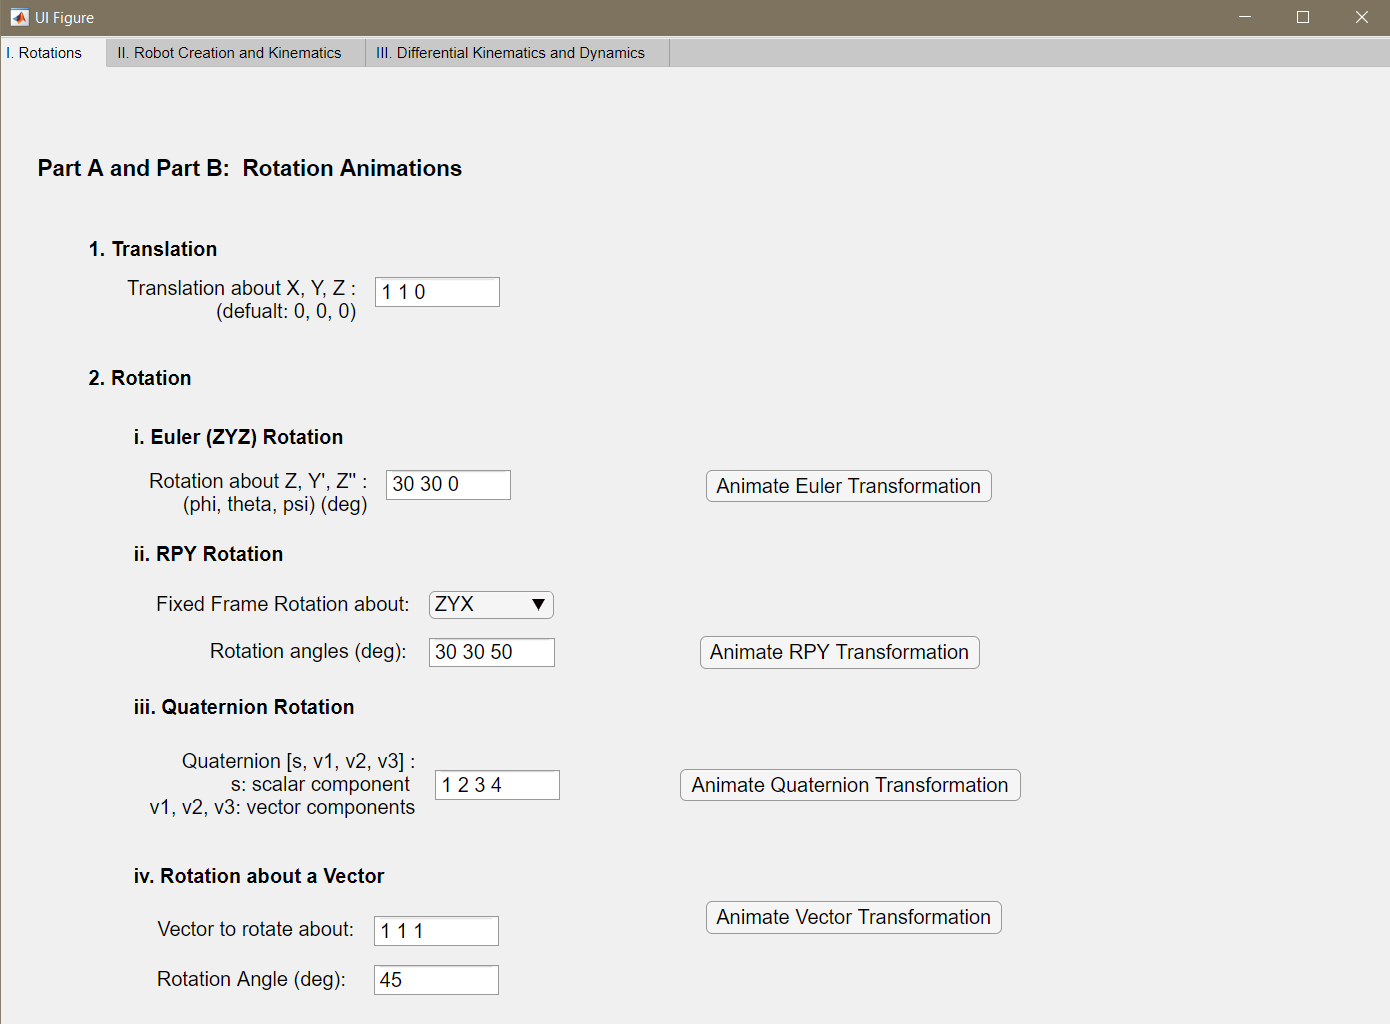 UI Figure
I. Rotations
II. Robot Creation and Kinematics
III. Differential Kinematics and Dynamics
Part A and Part B:  Rotation Animations
1. Translation
Translation about X, Y, Z :
1 1 0
(defualt: 0, 0, 0)
2. Rotation
i. Euler (ZYZ) Rotation
Rotation about Z, Y', Z'' :
(phi, theta, psi) (deg)
30 30 0
Animate Euler Transformation
ii. RPY Rotation
Fixed Frame Rotation about:
ZYX
Rotation angles (deg):
30 30 50
Animate RPY Transformation
iii. Quaternion Rotation
Quaternion [s, v1, v2, v3] :
s: scalar component
v1, v2, v3: vector components
1 2 3 4
Animate Quaternion Transformation
iv. Rotation about a Vector
Vector to rotate about:
1 1 1
Animate Vector Transformation
Rotation Angle (deg):
45